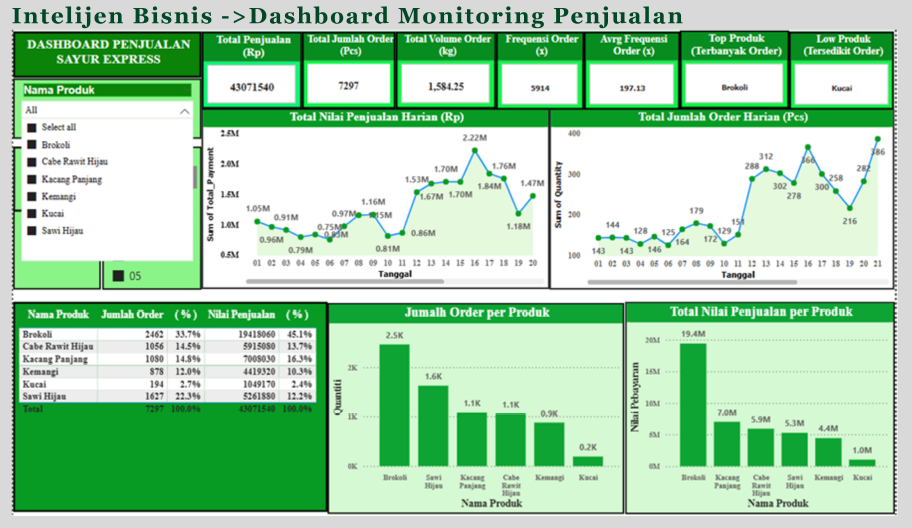 Intelijen Bisnis ->Dashboard Monitoring Penjualan
DASHBOARD PENJUALAN
SAYUR EXPRESS
Total Penjualan
(Rp)
43071540
Total Jumlah Order
(Pcs)
7297
Total Volume Order
(kg)
1,584.25
Frequensi Order
(x)
5914
Avrg Frequensi
Order (x)
197.13
Top Produk
(Terbanyak Order)
Brokoli
Low Produk
(Tersedikit Order)
Kucai
Nama Produk
All
Select all
Brokoli
Cabe Rawit Hijau
Kacang Panjang
Kemangi
Kucai
Sawi Hijau
05
Total Nilai Penjualan Harian (Rp)
Sum of Total_Payment
2.5M
2.0M
1.5M
1.0M
0.5M
1.05M
0.96M
0.91M
0.79M
0.75M
0.83M
0.97M
1.16M
0.81M
0.86M
1.53M
1.67M
1.70M
1.70M
2.22M
1.84M
1.76M
1.18M
1.47M
01 02 03 04 05 06 07 08 09 10 11 12 13 14 15 16 17 18 19 20
Tanggal
Total Jumlah Order Harian (Pcs)
Sum of Quantity
400
300
200
100
143
144
143
128
146
125
164
179
172
129
151
288
312
302
278
366
300
258
216
282
386
01 02 03 04 05 06 07 08 09 10 11 12 13 14 15 16 17 18 19 20 21
Tanggal
Nama Produk Jumlah Order (%) Nilai Penjualan (%)
Brokoli 2462 33.7% 19418060 45.1%
Cabe Rawit Hijau 1056 14.5% 5915080 13.7%
Kacang Panjang 1080 14.8% 7008030 16.3%
Kemangi 878 12.0% 4419320 10.3%
Kucai 194 2.7% 1049170 2.4%
Sawi Hijau 1627 22.3% 5261880 12.2%
Total 7297 100.0% 43071540 100.0%
Jumalh Order per Produk
Quantiti
2K
1K
0K
2.5K
1.6K
1.1K
1.1K
0.9K
0.2K
Brokoli
Sawi
Hijau
Kacang
Panjang
Cabe
Rawit
Hijau
Kemangi
Kucai
Nama Produk
Total Nilai Penjualan per Produk
Nilai Pebayaran
20M
15M
10M
8M
0M
19.4M
7.0M
5.9M
5.3M
4.4M
1.0M
Brokoli
Kacang
Panjang
Cabe
Rawit
Hijau
Sawi
Hijau
Kemangi
Kucai
Nama Produk